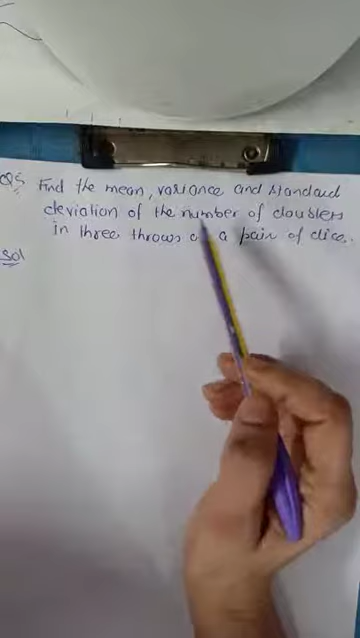 Q5. Find the mean, variance and standard
deviation of the number of doublets
in three throws a pair of dice.
Sol